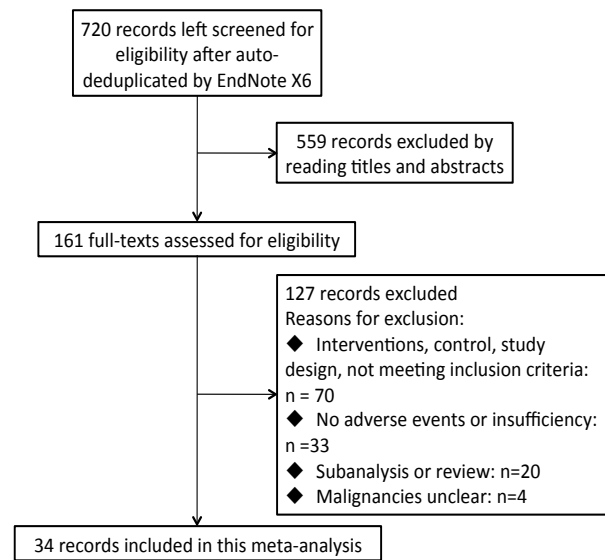 720 records left screened for
eligibility after auto-
deduplicated by EndNote X6
559 records excluded by
reading titles and abstracts
161 full-texts assessed for eligibility
127 records excluded
Reasons for exclusion:
◆ Interventions, control, study
design, not meeting inclusion criteria:
n = 70
◆ No adverse events or insufficiency:
n =33
◆ Subanalysis or review: n=20
◆ Malignancies unclear: n=4
34 records included in this meta-analysis